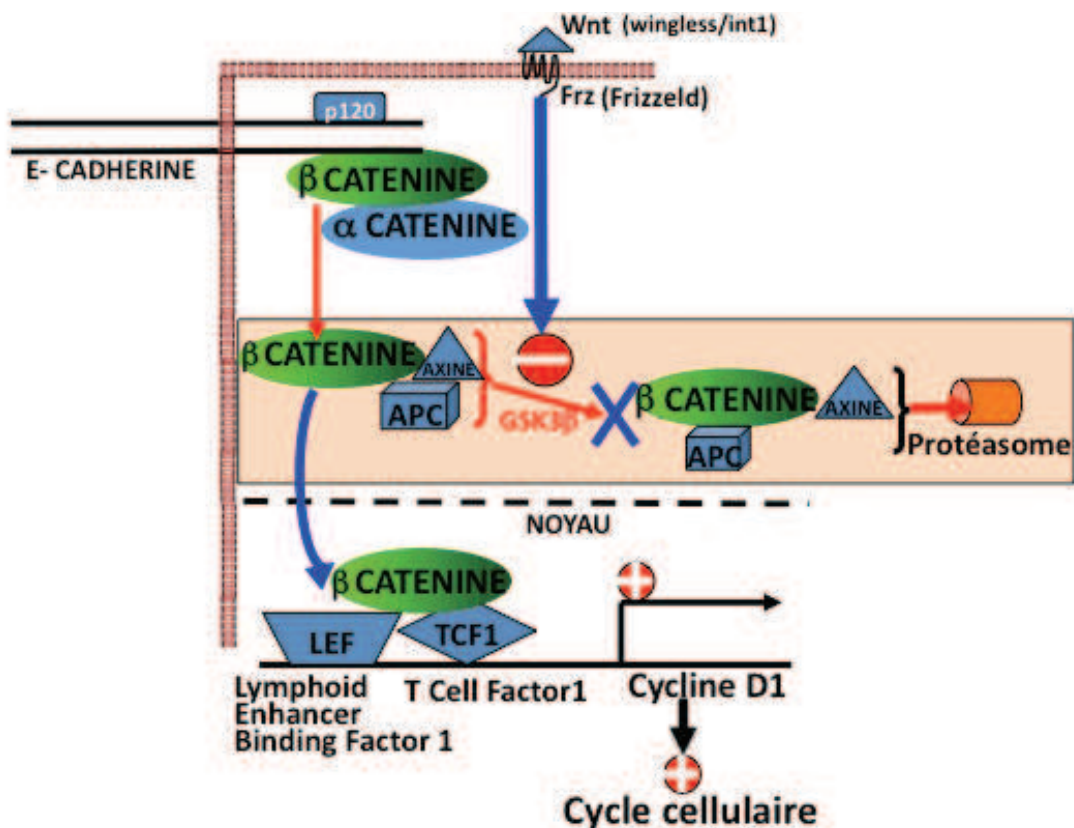 Wnt (wingless/int1)
Frz (Frizzeld)
p120
E- CADHERINE
β CATENINE
α CATENINE
β CATENINE
AXINE
APC
GSK3β
β CATENINE
AXINE
APC
Protéasome
NOYAU
β CATENINE
LEF
TCF1
Lymphoid
Enhancer
Binding Factor 1
T Cell Factor1
Cycline D1
Cycle cellulaire